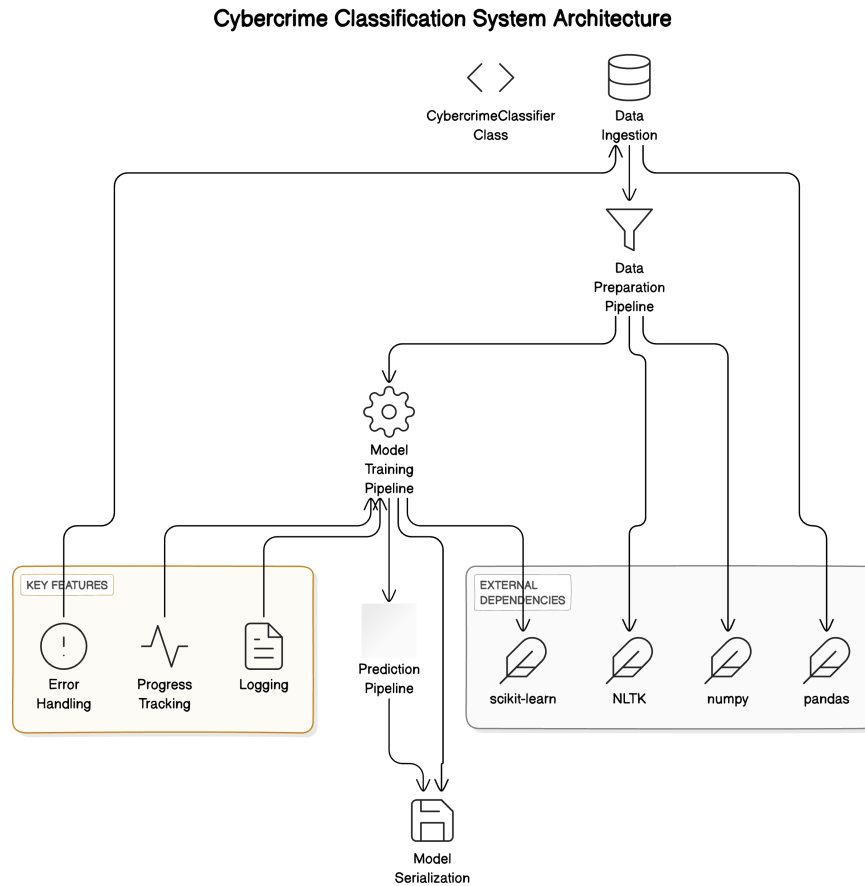 Cybercrime Classification System Architecture
CybercrimeClassifier
Class
Data
Ingestion
Data
Preparation
Pipeline
Model
Training
Pipeline
KEY FEATURES
Error
Handling
Progress
Tracking
Logging
Prediction
Pipeline
EXTERNAL
DEPENDENCIES
scikit-learn
NLTK
numpy
pandas
Model
Serialization